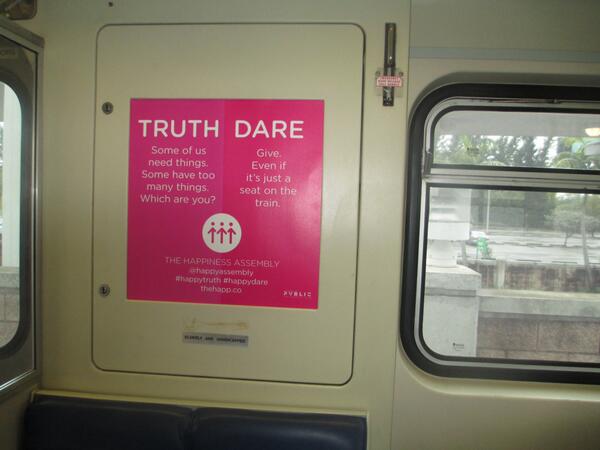 TRUTH
Some of us
need things.
Some have too
many things.
Which are you?
DARE
Give.
Even if
it's just a
seat on the
train.
THE HAPPINESS ASSEMBLY
@happyassembly
#happytruth #happydare
thehapp.co
PUBLIC
ELDERLY AND HANDICAPPED